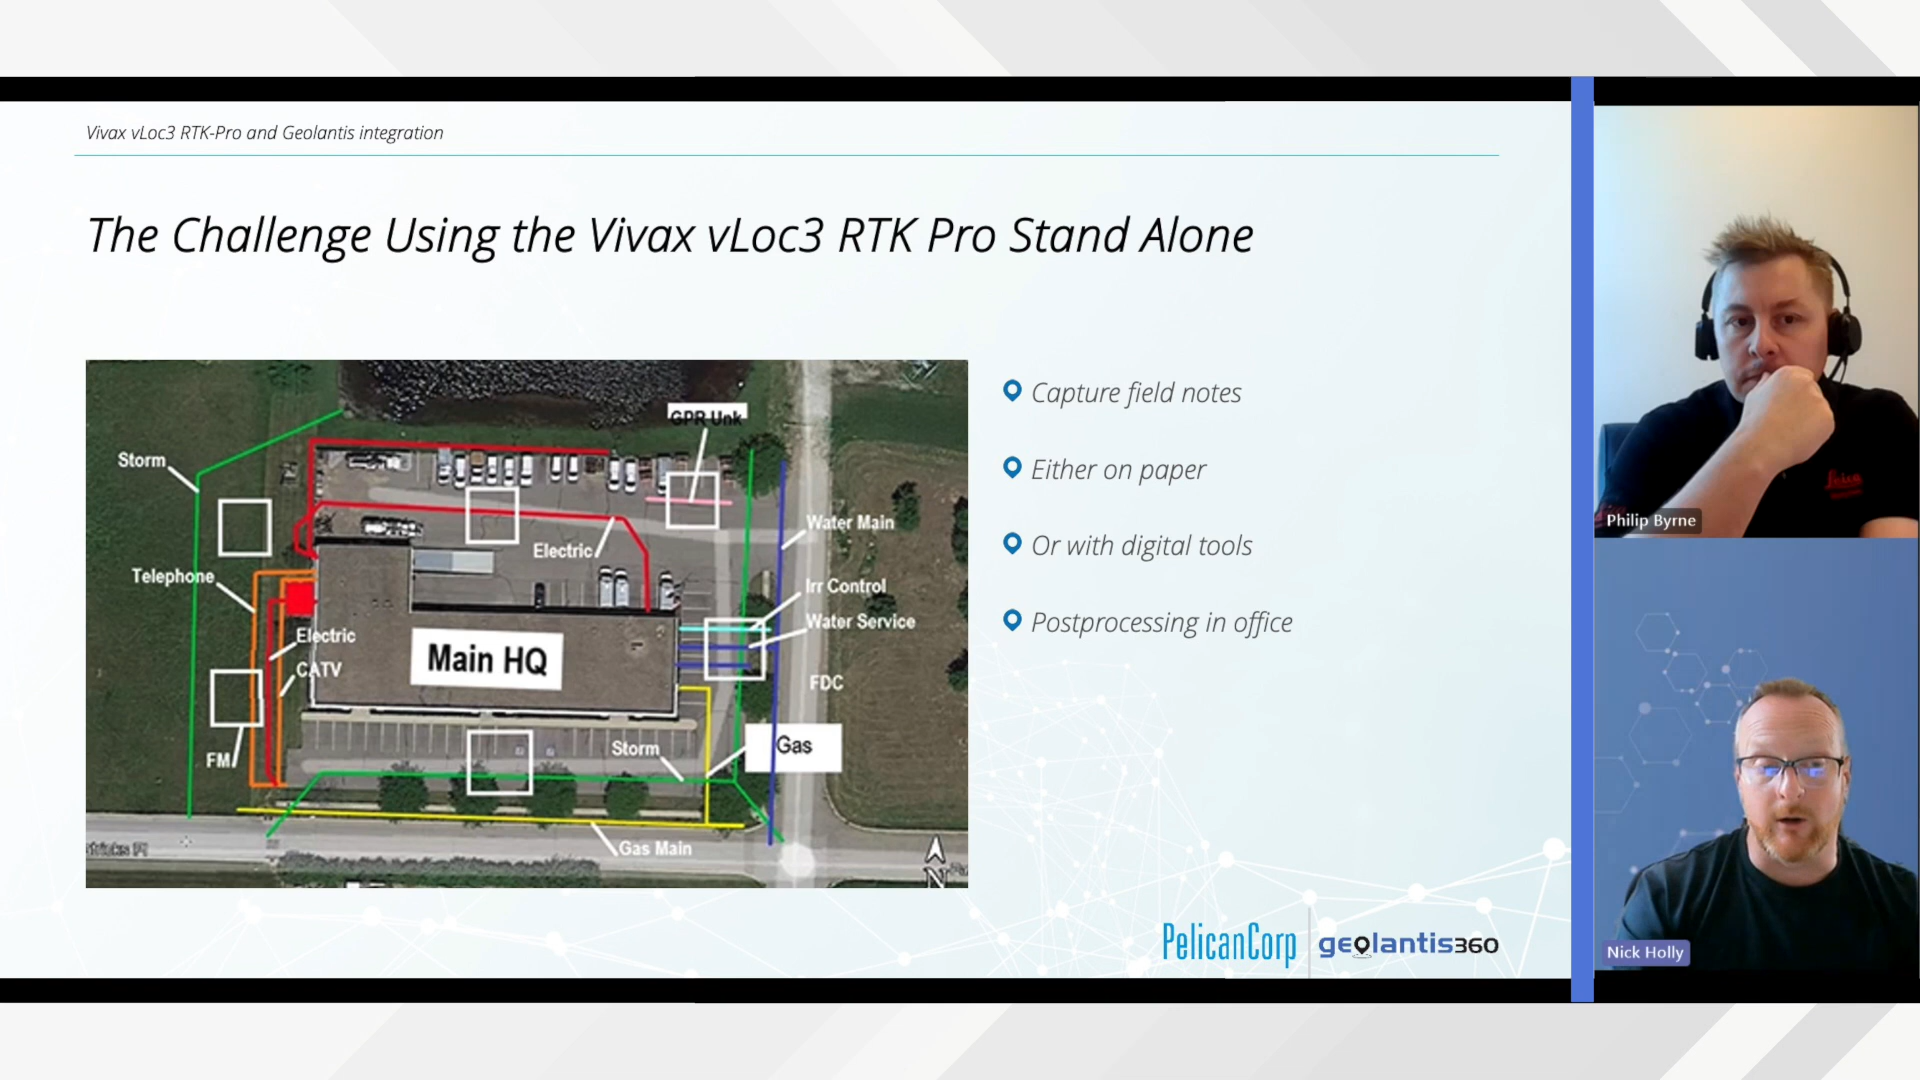 Vivax vLoc3 RTK-Pro and Geolantis integration
The Challenge Using the Vivax vLoc3 RTK Pro Stand Alone
GPR Unk
Storm
Water Main
Electric
Telephone
Irr Control
Water Service
Electric
CATV
Main HQ
FDC
FM
Storm
Gas
Gas Main
N
Capture field notes
Either on paper
Or with digital tools
Postprocessing in office
PelicanCorp
geolantis360
Philip Byrne
Leica
Nick Holly